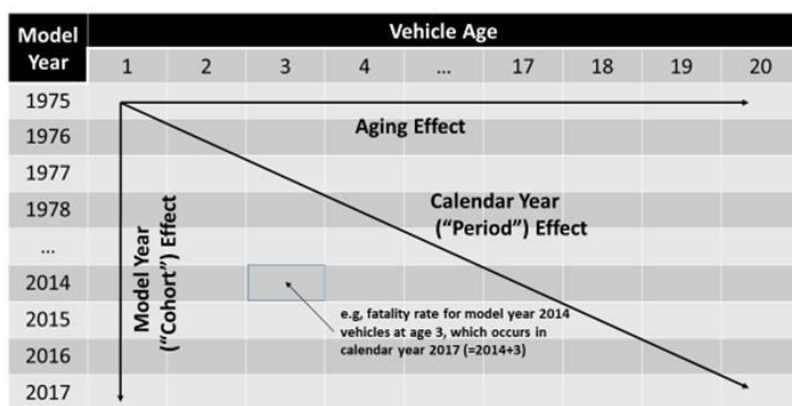 Model Year
Vehicle Age
1 2 3 4 ... 17 18 19 20
1975
Aging Effect
1976
1977
1978
Calendar Year
("Period") Effect
...
Model Year
("Cohort") Effect
2014
e.g, fatality rate for model year 2014
vehicles at age 3, which occurs in
calendar year 2017 (=2014+3)
2015
2016
2017